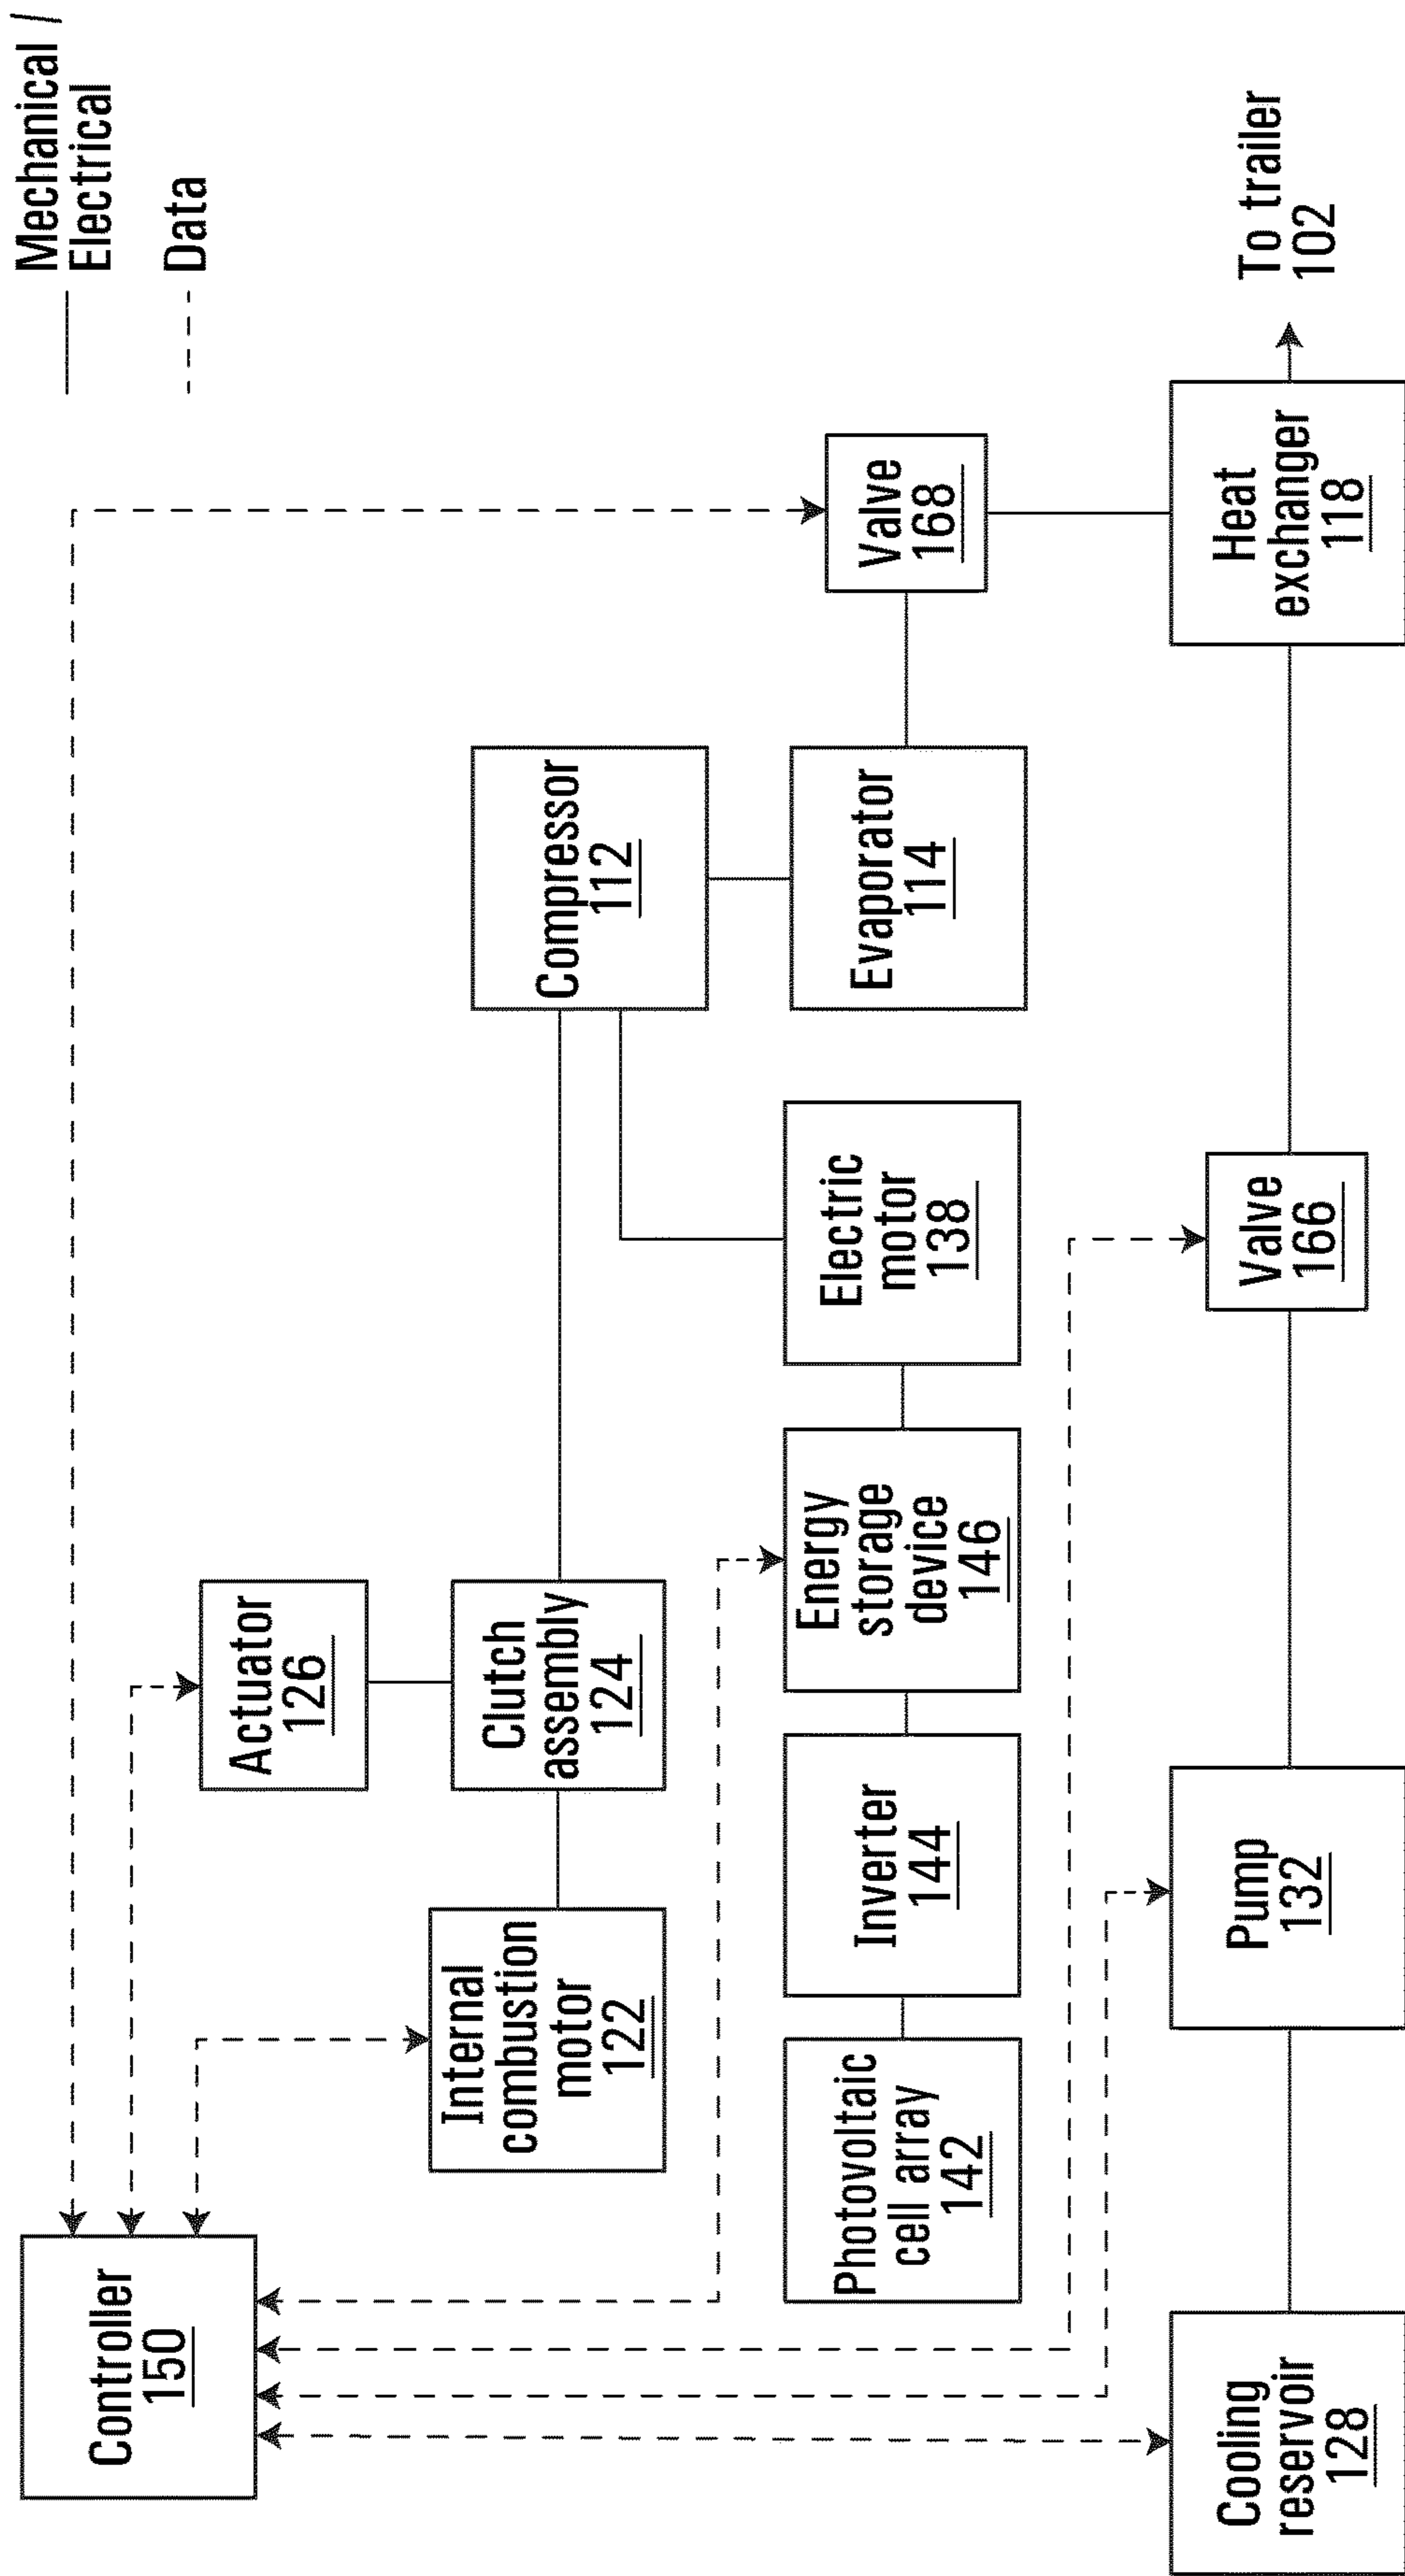 Mechanical /
Electrical
Data
Controller
150
Actuator
126
Internal
combustion
motor
122
Clutch
assembly
124
Compressor
112
Valve
168
Photovoltaic
cell array
142
Inverter
144
Energy
storage
device
146
Electric
motor
138
Evaporator
114
Cooling
reservoir
128
Pump
132
Valve
166
Heat
exchanger
118
To trailer
102